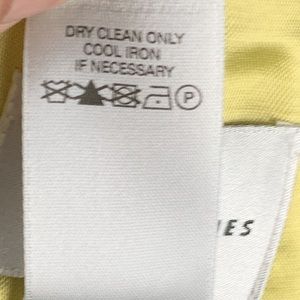 DRY CLEAN ONLY
COOL IRON
IF NECESSARY
P
IES